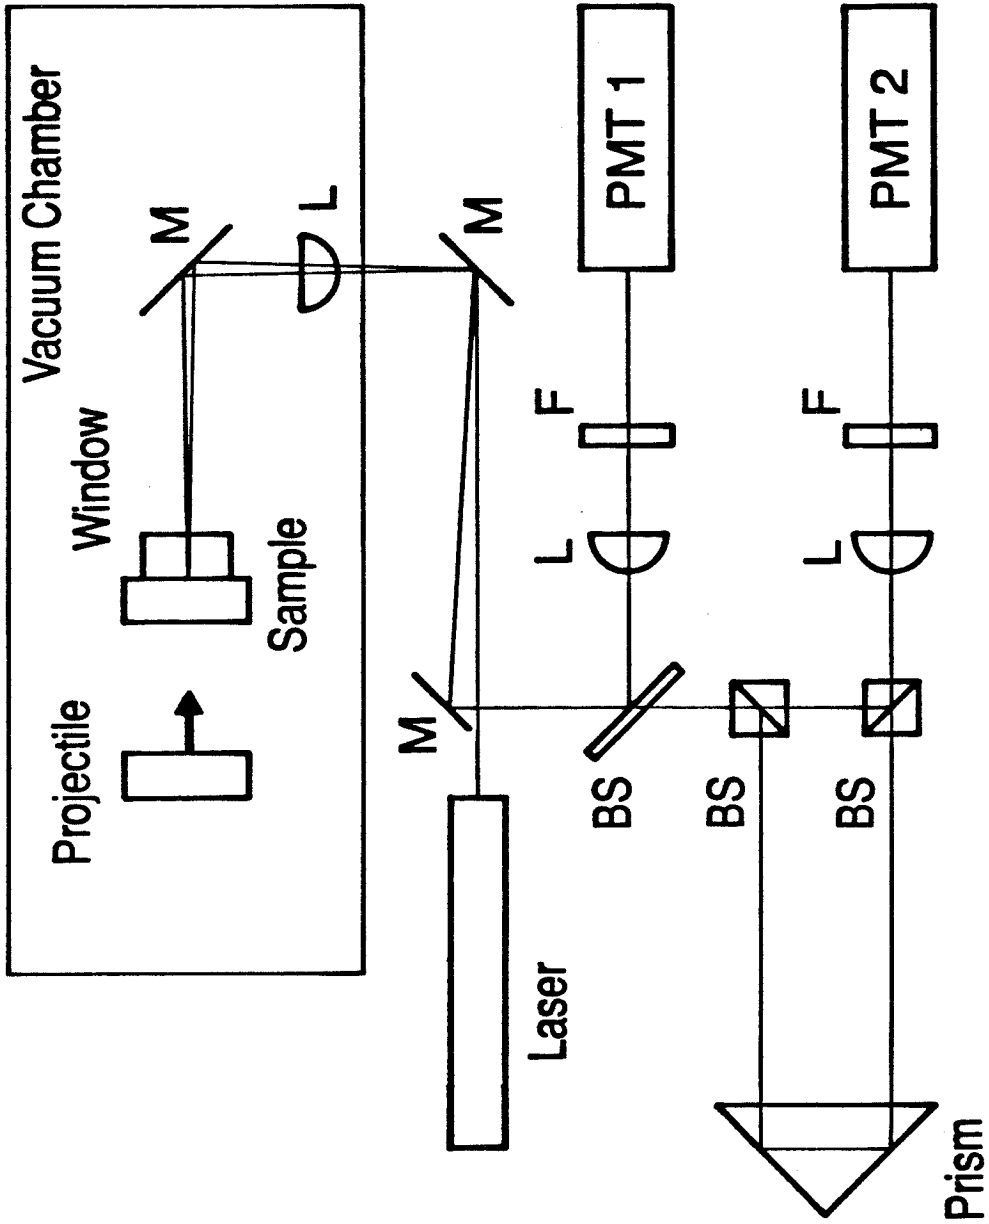 Vacuum Chamber
M
L
Window
Sample
Projectile
M
M
Laser
PMT 1
F
L
BS
PMT 2
F
L
BS
BS
Prism